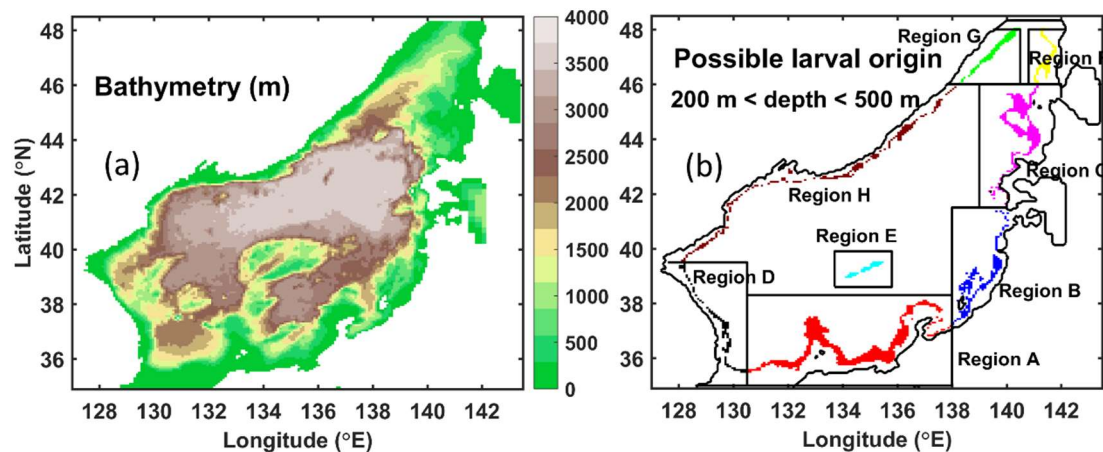 48
46
44
42
40
38
36
Latitude (°N)
Bathymetry (m)
(a)
128 130 132 134 136 138 140 142
Longitude (°E)
4000
3500
3000
2500
2000
1500
1000
500
0
48
46
44
42
40
38
36
Region G
Region
Possible larval origin
200 m < depth < 500 m
(b)
Region C
Region H
Region E
Region D
Region B
Region A
128 130 132 134 136 138 140 142
Longitude (°E)